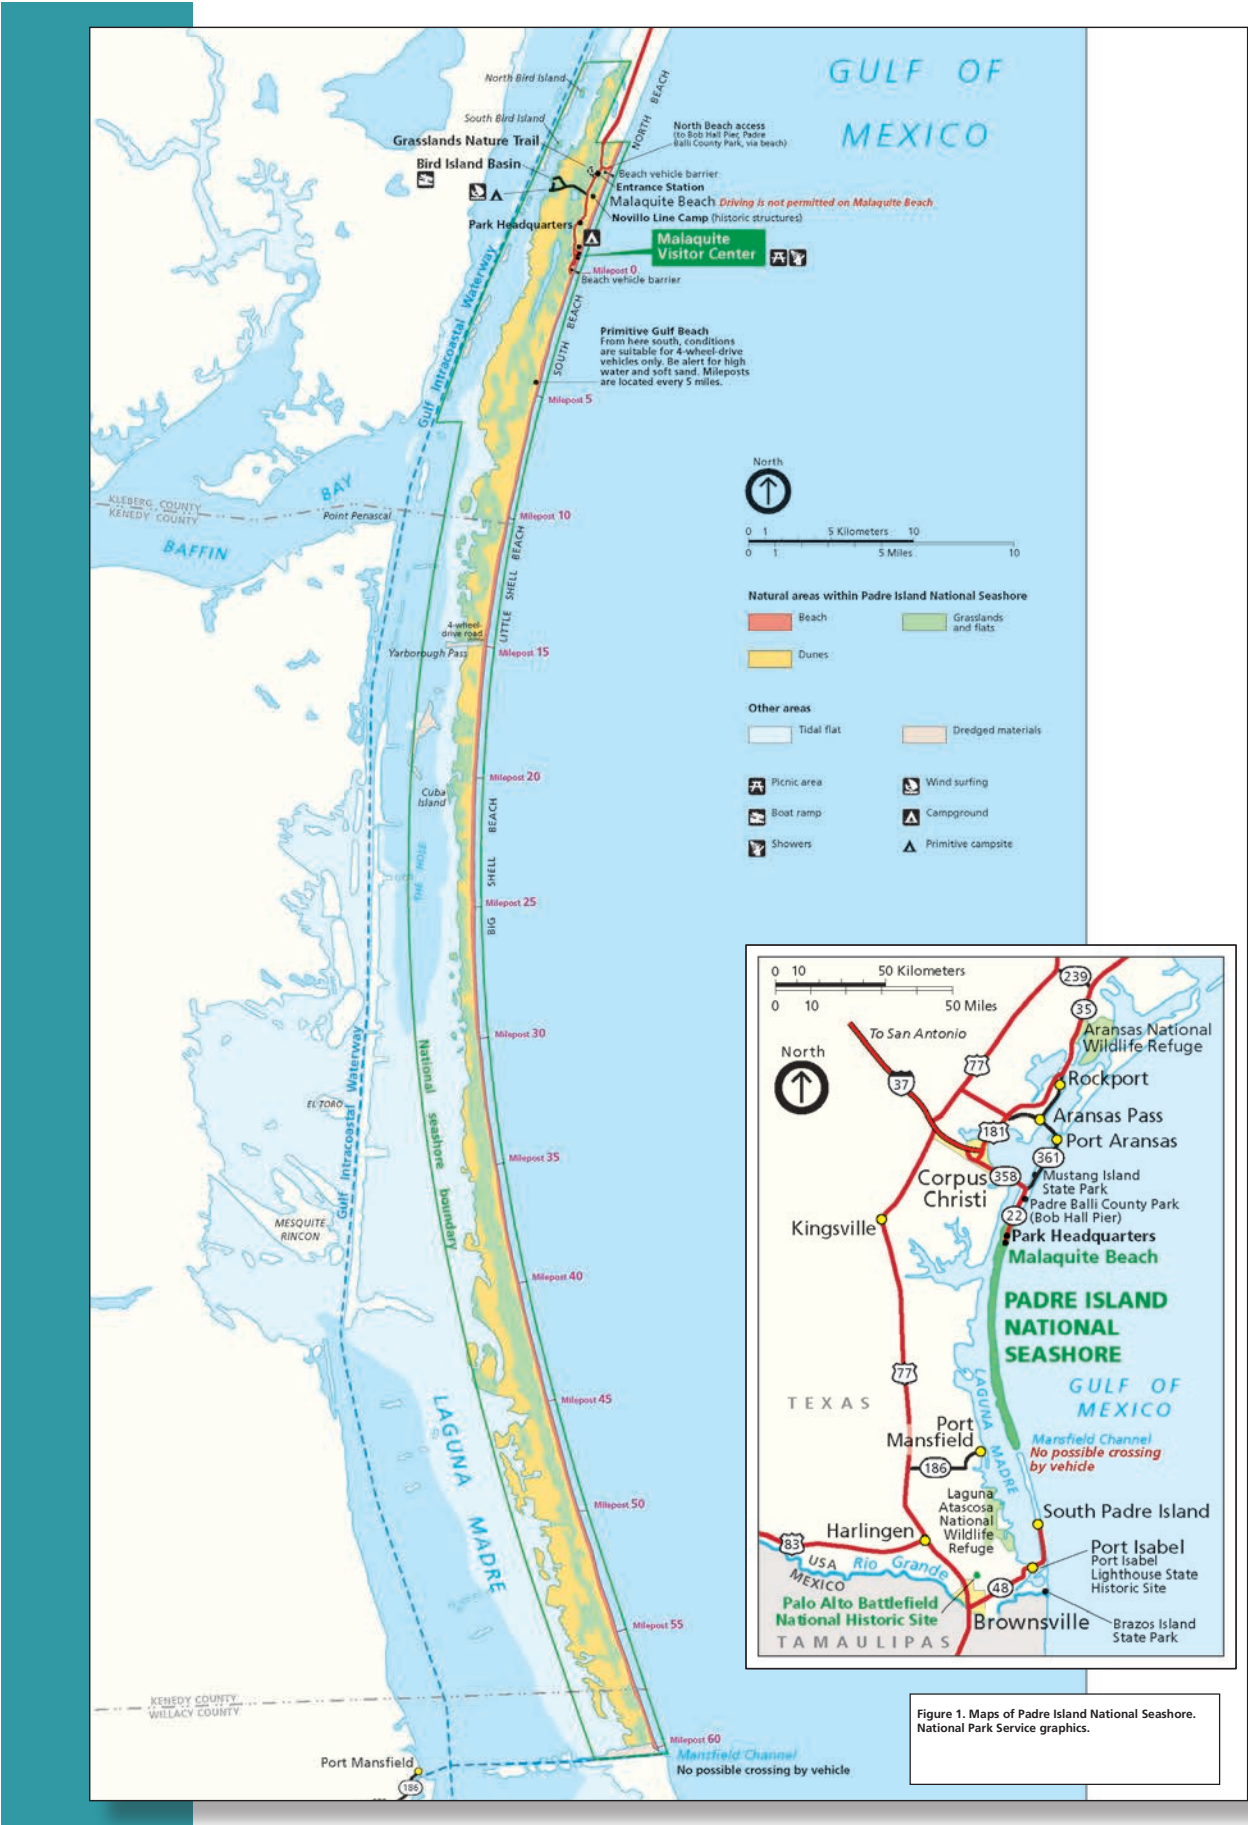 GULF OF
MEXICO
North Bird Island
South Bird Island
Grasslands Nature Trail
Bird Island Basin
NORTH BEACH
North Beach access
(to Bob Hall Pier, Padre
Balli County Park, via beach)
Beach vehicle barrier
Entrance Station
Malaquite Beach Driving is not permitted on Malaquite Beach
Novillo Line Camp (historic structures)
Park Headquarters
Malaquite
Visitor Center
Milepost 0
Beach vehicle barrier
Gulf Intracoastal Waterway
SOUTH BEACH
Primitive Gulf Beach
From here south, conditions
are suitable for 4-wheel-drive
vehicles only. Be alert for high
water and soft sand. Mileposts
are located every 5 miles.
Milepost 5
North
0 1 5 Kilometers 10
0 1 5 Miles 10
KLEBERG COUNTY
KENEDY COUNTY
BAY
Point Penascal
BAFFIN
Milepost 10
LITTLE SHELL BEACH
4-wheel-
drive road
Yarborough Pass
Milepost 15
Natural areas within Padre Island National Seashore
Beach
Grasslands
and flats
Dunes
Other areas
Tidal flat
Dredged materials
Picnic area
Wind surfing
Boat ramp
Campground
Showers
Primitive campsite
Milepost 20
Cuba
Island
THE HOLE
BIG SHELL BEACH
Milepost 25
Milepost 30
National seashore boundary
Gulf Intracoastal Waterway
EL TORO
Milepost 35
MESQUITE
RINCON
Milepost 40
Milepost 45
LAGUNA MADRE
Milepost 50
Milepost 55
KENEDY COUNTY
WILLACY COUNTY
Milepost 60
Port Mansfield
186
Mansfield Channel
No possible crossing by vehicle
0 10 50 Kilometers
0 10 50 Miles
North
To San Antonio
239
35
Aransas National
Wildlife Refuge
77
37
Rockport
Aransas Pass
181
Port Aransas
361
Corpus
Christi
358
Mustang Island
State Park
Padre Balli County Park
(Bob Hall Pier)
22
Kingsville
Park Headquarters
Malaquite Beach
PADRE ISLAND
NATIONAL
SEASHORE
77
GULF OF
MEXICO
TEXAS
LAGUNA MADRE
Port
Mansfield
Mansfield Channel
No possible crossing
by vehicle
186
Laguna
Atascosa
National
Wildlife
Refuge
South Padre Island
Harlingen
83
Port Isabel
Port Isabel
Lighthouse State
Historic Site
USA
MEXICO
Rio Grande
48
Palo Alto Battlefield
National Historic Site
Brownsville
Brazos Island
State Park
TAMAULIPAS
Figure 1. Maps of Padre Island National Seashore.
National Park Service graphics.